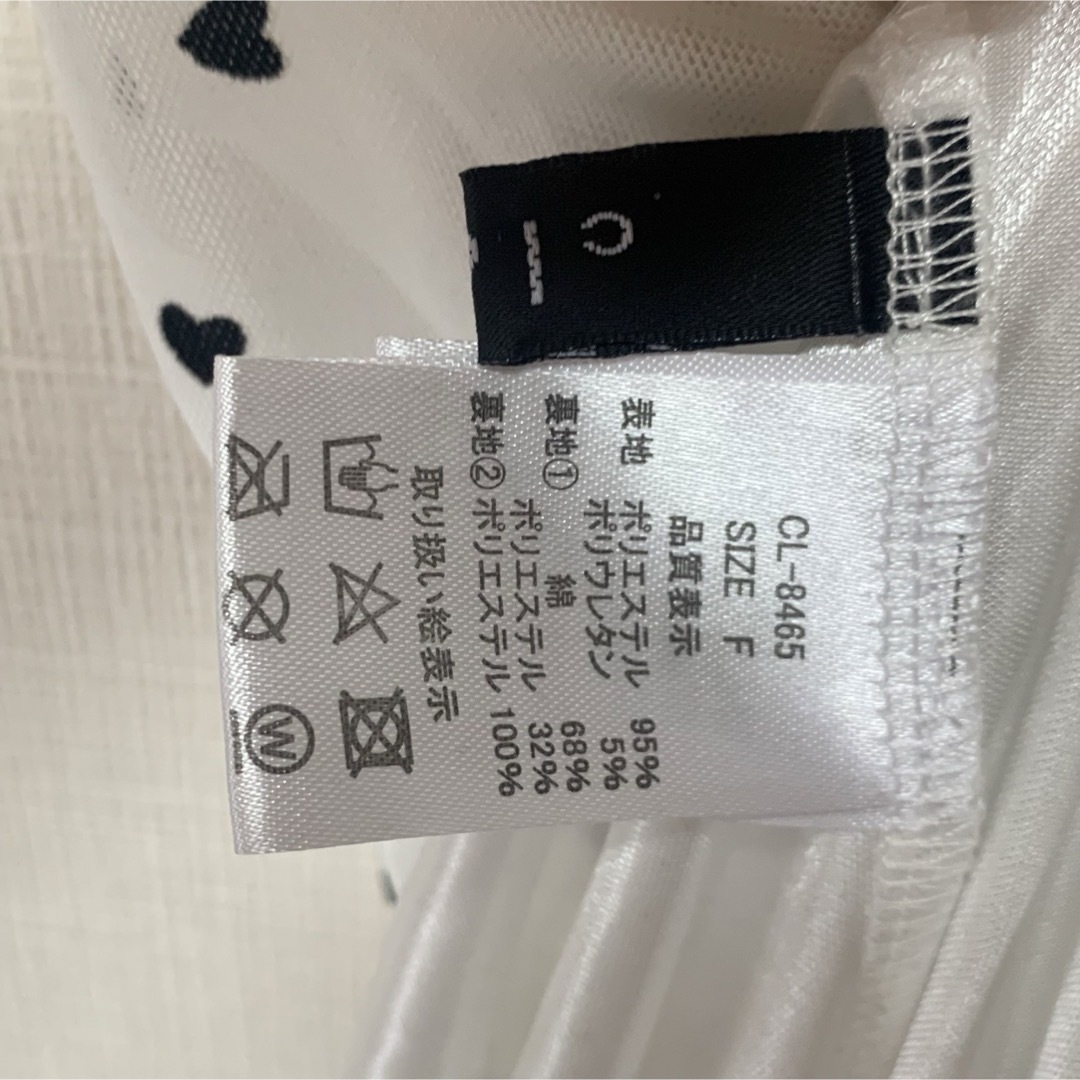 CL-8465
SIZE F
品質表示
表地 ポリエステル 95%
ポリウレタン 5%
裏地① 綿 68%
ポリエステル 32%
裏地② ポリエステル 100%
取り扱い絵表示
W